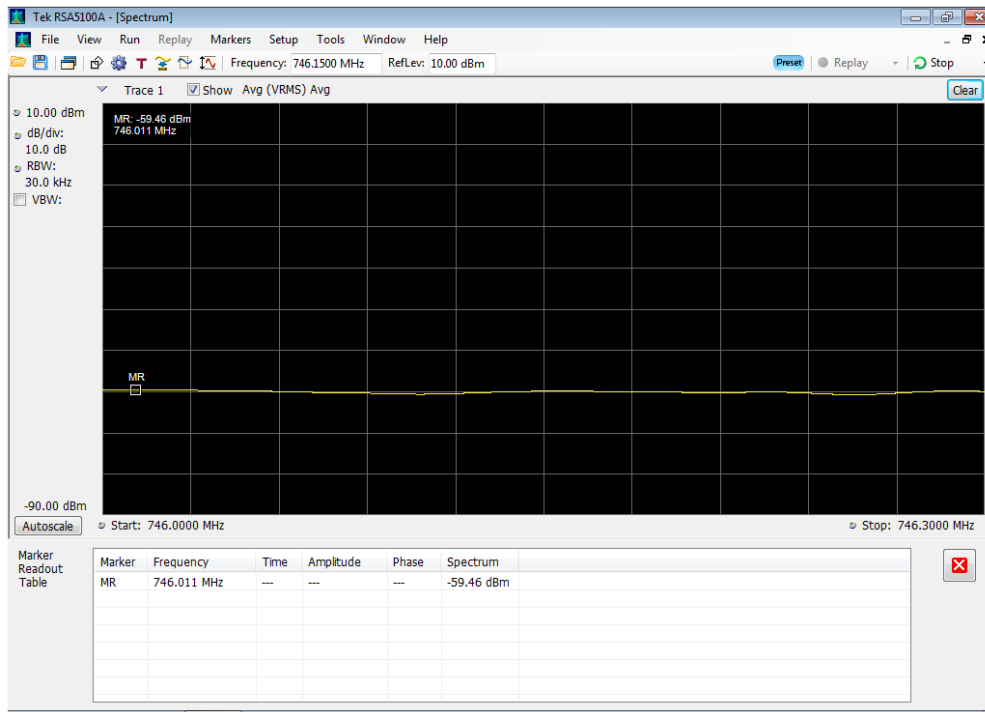 Tek RSA5100A - [Spectrum]
File View Run Replay Markers Setup Tools Window Help
T Frequency: 746.1500 MHz RefLev: 10.00 dBm Preset Replay Stop
Trace 1 Show Avg (VRMS) Avg Clear
10.00 dBm
dB/div:
10.0 dB
RBW:
30.0 kHz
VBW:
MR: -59.46 dBm
746.011 MHz
MR
-90.00 dBm
Autoscale Start: 746.0000 MHz Stop: 746.3000 MHz
Marker
Readout
Table
Marker Frequency Time Amplitude Phase Spectrum
MR 746.011 MHz --- --- --- -59.46 dBm